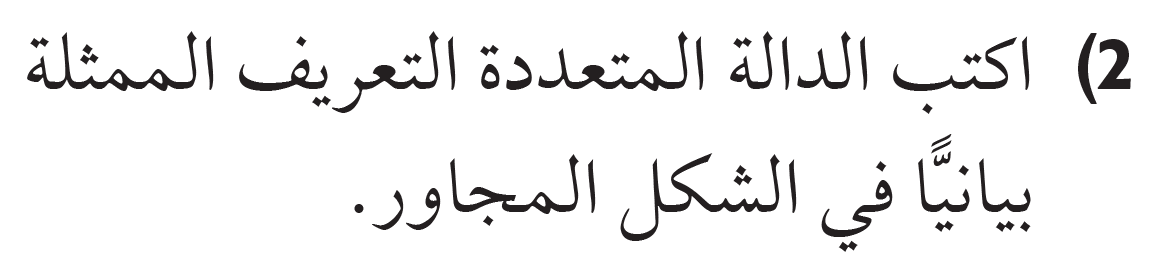 2) اكتب الدالة المتعددة التعريف الممثلة
بيانيًّا في الشكل المجاور.